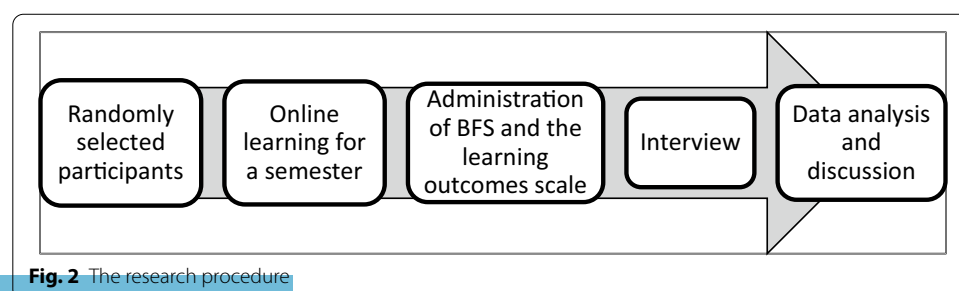 Randomly
selected
participants
Online
learning for
a semester
Administration
of BFS and the
learning
outcomes scale
Interview
Data analysis
and
discussion
Fig. 2 The research procedure